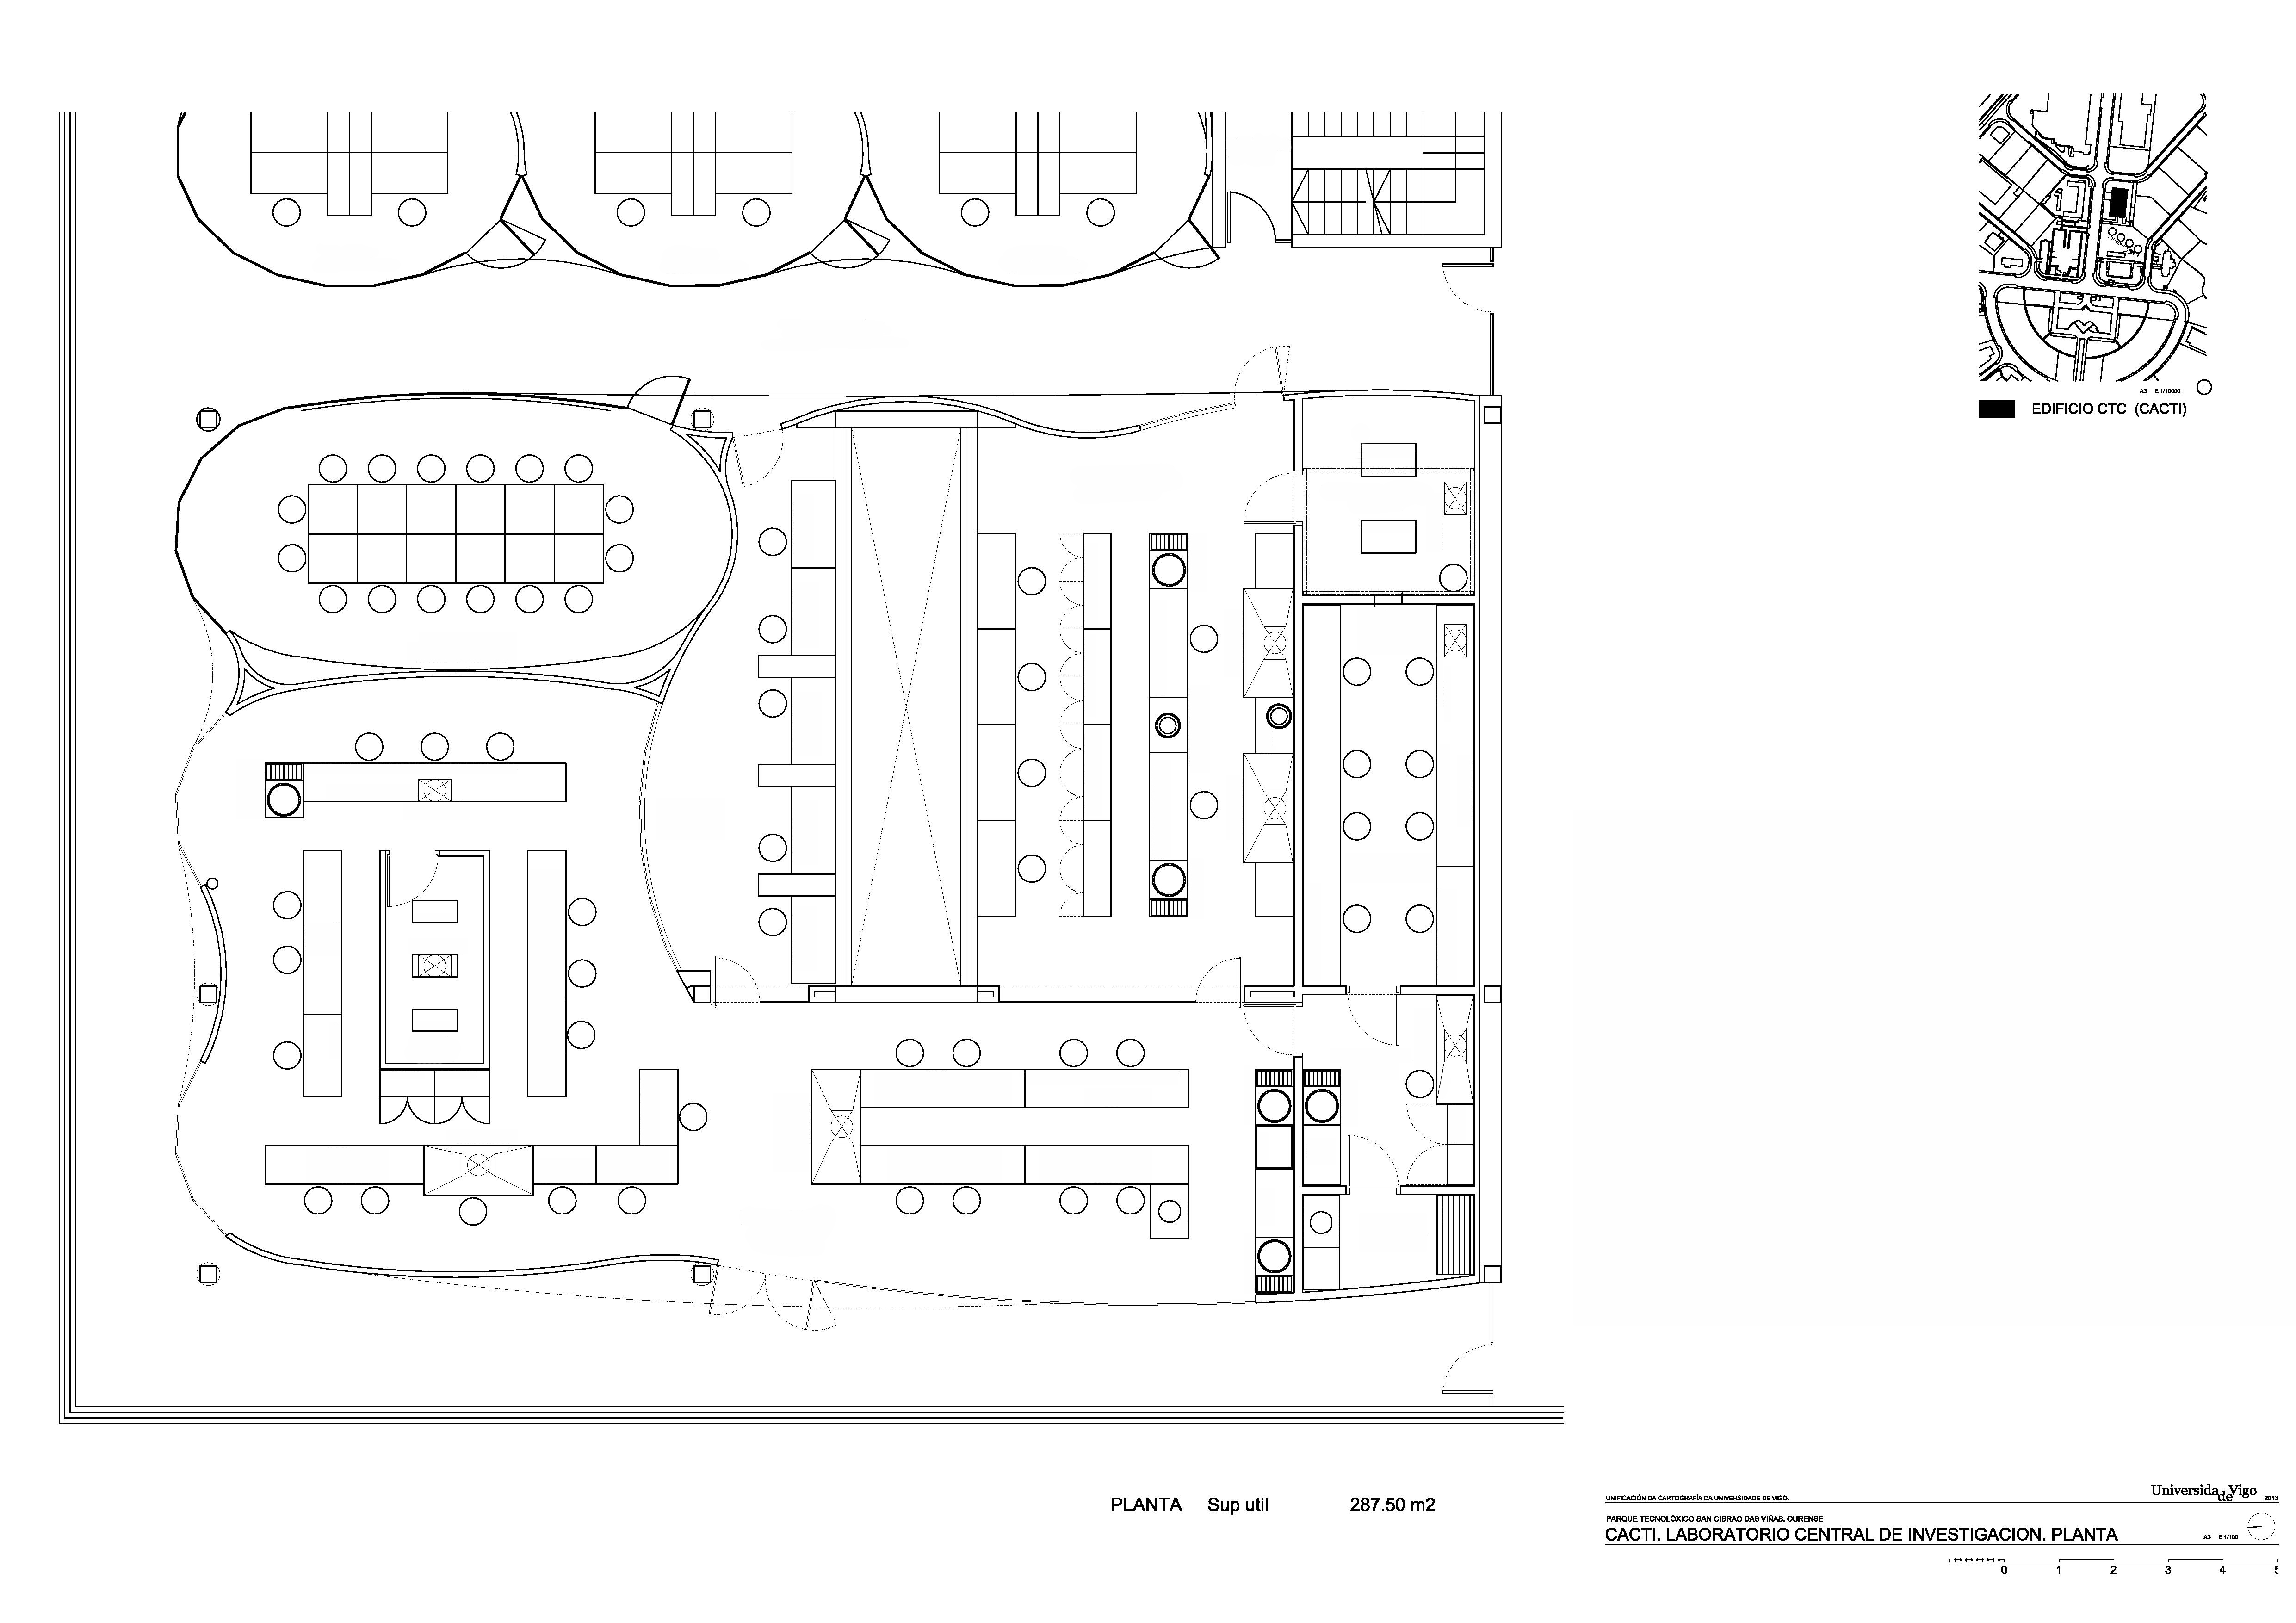 A3 E 1/10000
EDIFICIO CTC (CACTI)
PLANTA Sup util 287.50 m2
Universidade de Vigo
UNIFICACIÓN DA CARTOGRAFÍA DA UNIVERSIDADE DE VIGO. 2013
PARQUE TECNOLÓXICO SAN CIBRAO DAS VIÑAS. OURENSE
CACTI. LABORATORIO CENTRAL DE INVESTIGACION. PLANTA
A3 E 1/100
0 1 2 3 4 5